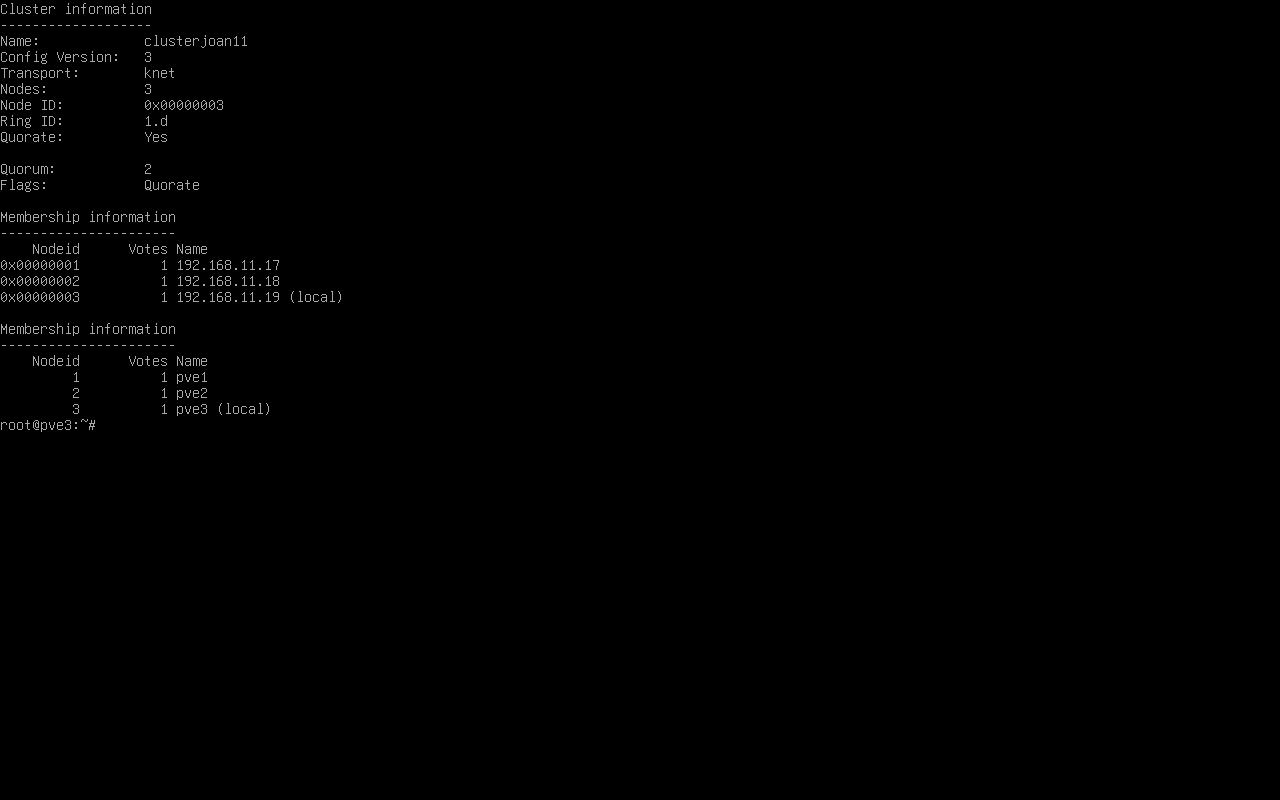 Cluster information
-------------------
Name:             clusterjoan11
Config Version:   3
Transport:        knet
Nodes:            3
Node ID:          0x00000003
Ring ID:          1.d
Quorate:          Yes

Quorum:           2
Flags:            Quorate

Membership information
----------------------
    Nodeid      Votes Name
0x00000001          1 192.168.11.17
0x00000002          1 192.168.11.18
0x00000003          1 192.168.11.19 (local)

Membership information
----------------------
    Nodeid      Votes Name
         1          1 pve1
         2          1 pve2
         3          1 pve3 (local)
root@pve3:~#